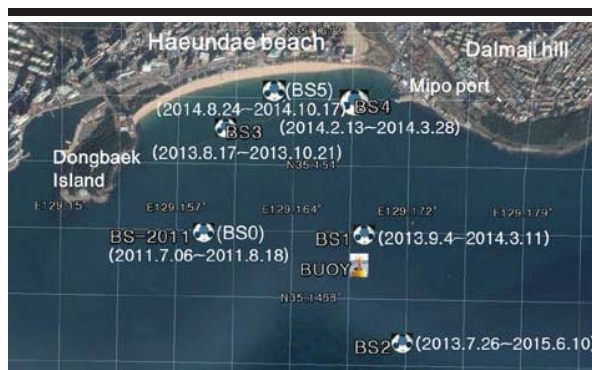 Haeundae beach
Dalmaji hill
(BS5)
Mipo port
(2014.8.24~2014.10.17)
BS4
BS3
(2014.2.13~2014.3.28)
(2013.8.17~2013.10.21)
Dongbaek
Island
N35.151°
E129.15°
E129.157°
E129.164°
E129.172°
E129.179°
BS-2011
(BS0)
BS1
(2013.9.4~2014.3.11)
(2011.7.06~2011.8.18)
BUOY
N35.1468°
BS2
(2013.7.26~2015.6.10)